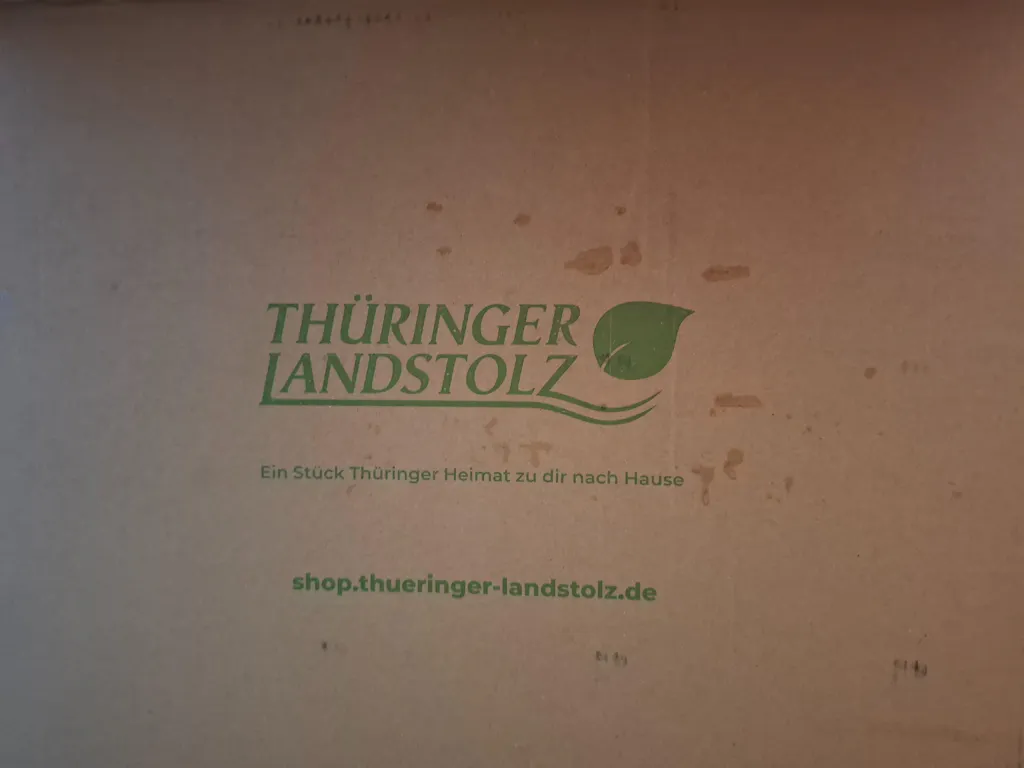 THÜRINGER
LANDSTOLZ
Ein Stück Thüringer Heimat zu dir nach Hause
shop.thueringer-landstolz.de